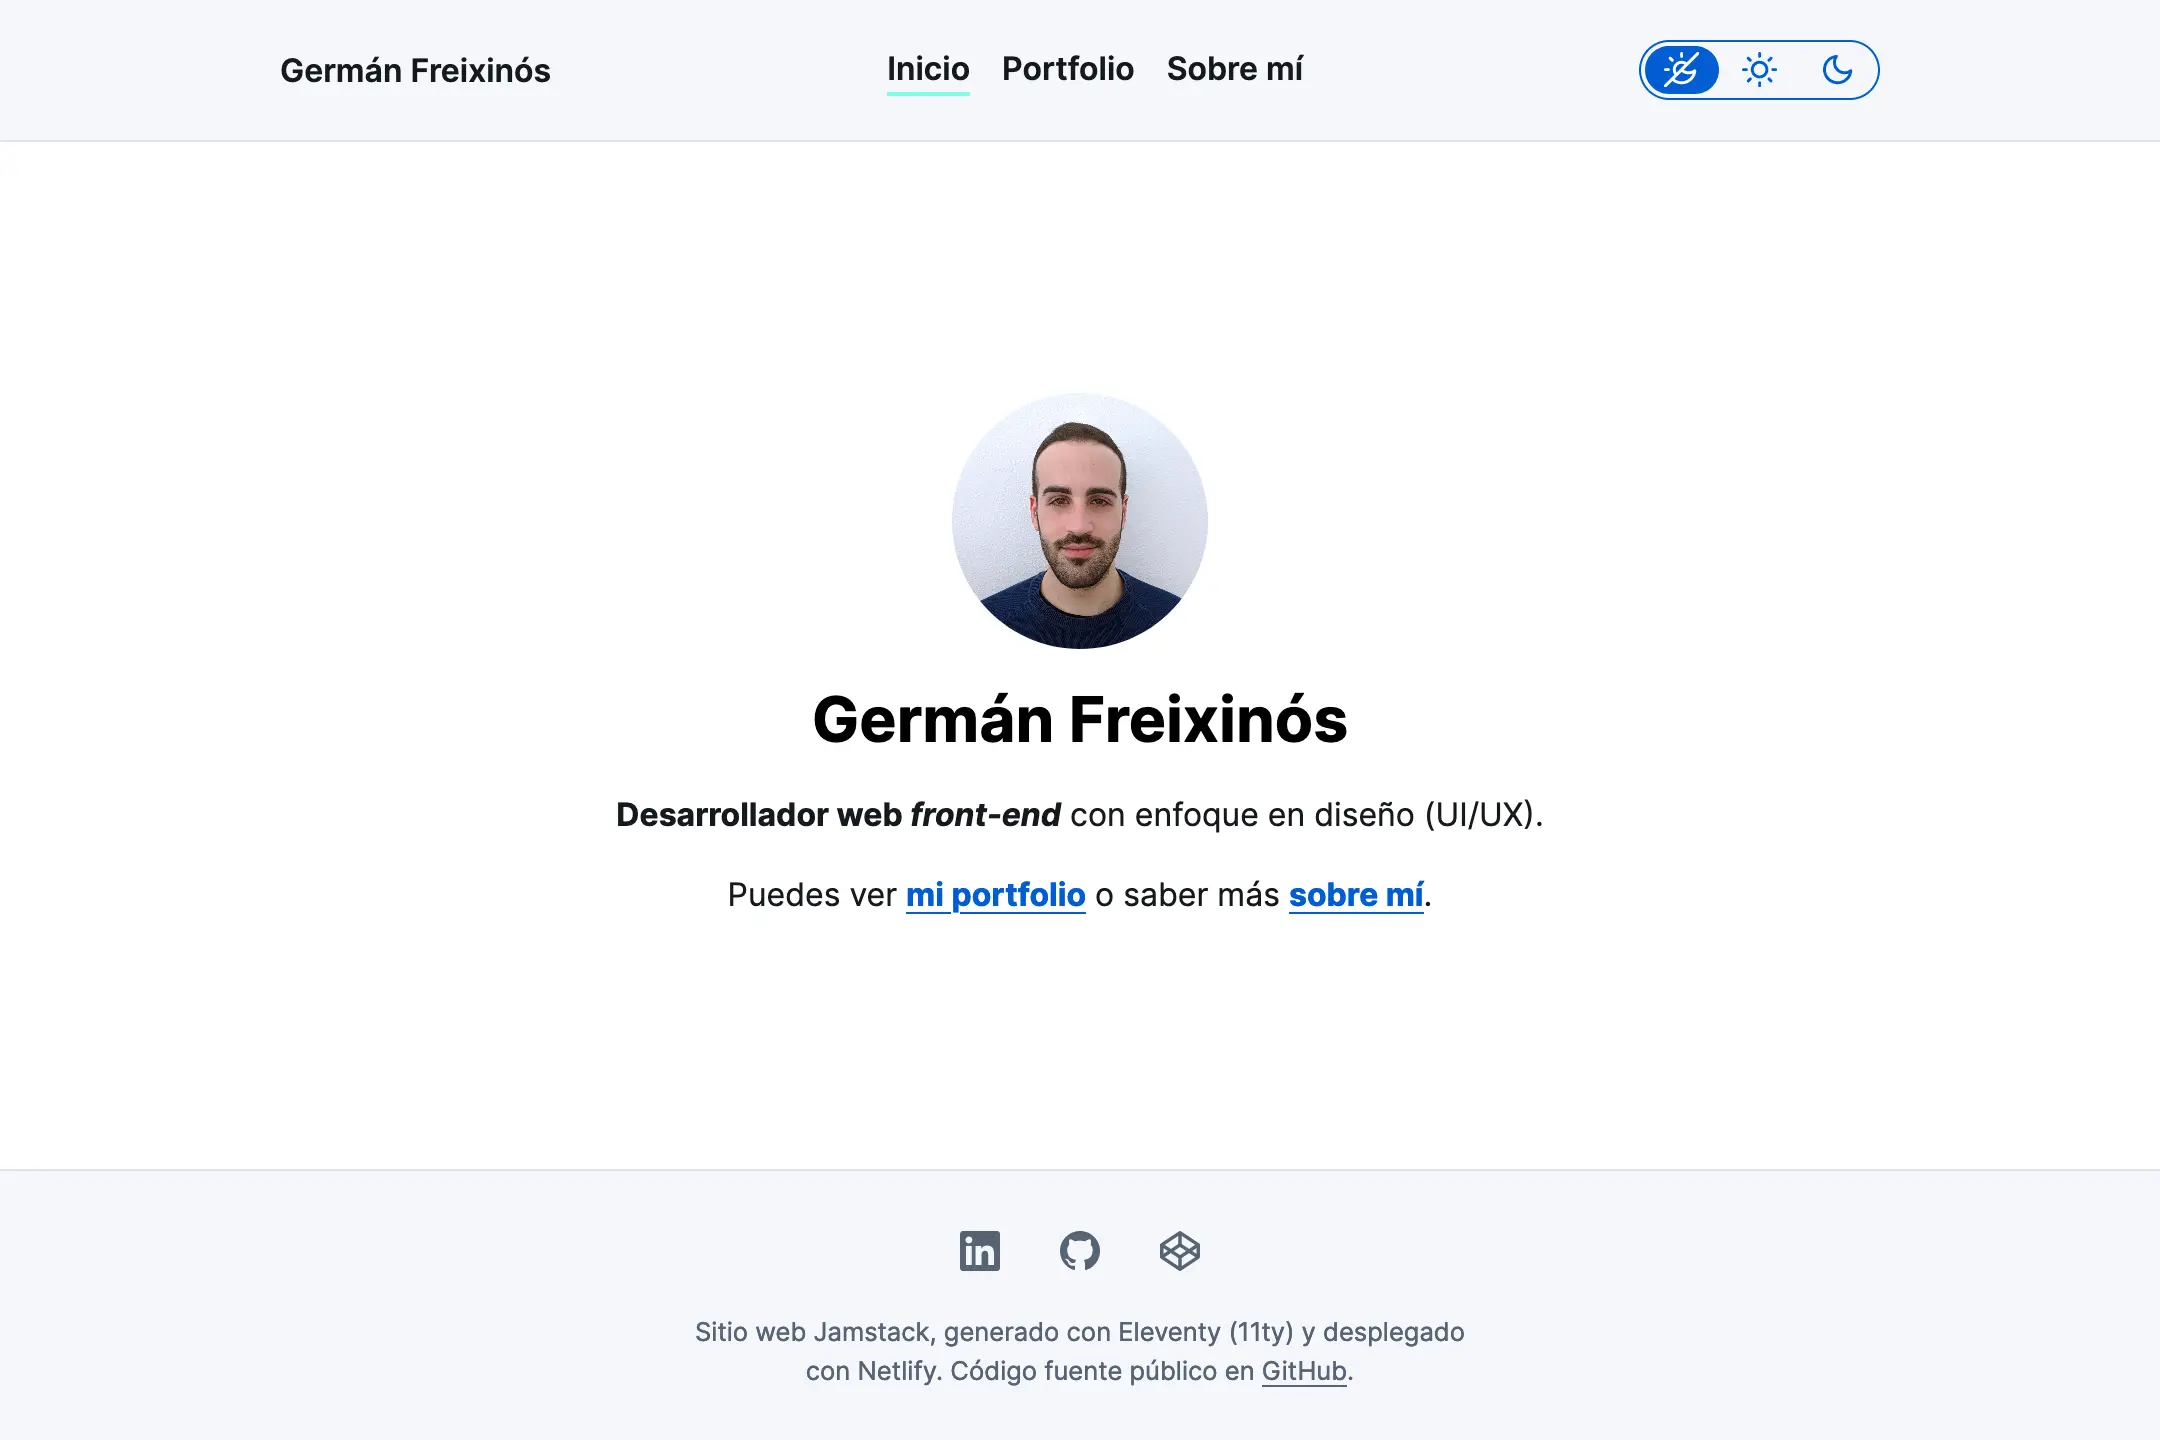 Germán Freixinós
Inicio Portfolio Sobre mí
Germán Freixinós
Desarrollador web front-end con enfoque en diseño (UI/UX).
Puedes ver mi portfolio o saber más sobre mí.
in
Sitio web Jamstack, generado con Eleventy (11ty) y desplegado
con Netlify. Código fuente público en GitHub.